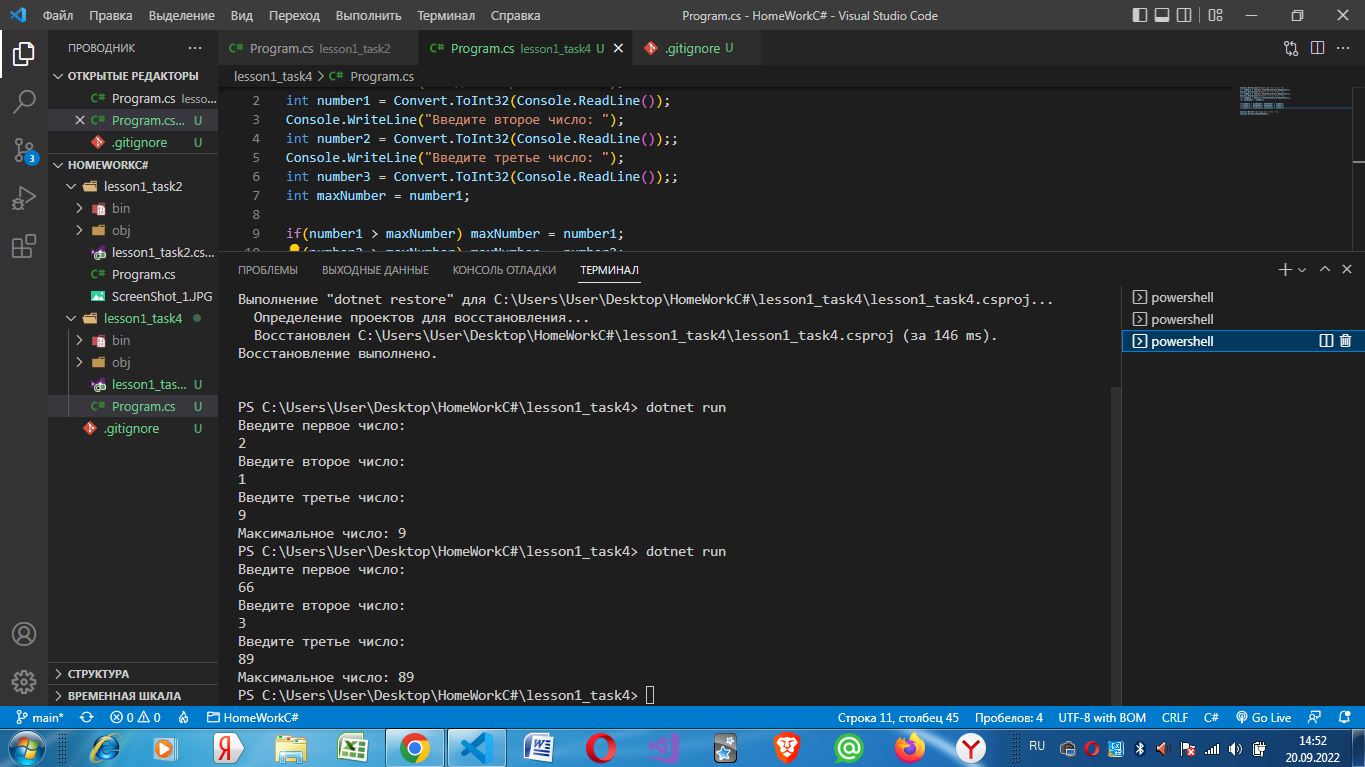 Файл Правка Выделение Вид Переход Выполнить Терминал Справка Program.cs - HomeWorkC# - Visual Studio Code
ПРОВОДНИК ···
ОТКРЫТЫЕ РЕДАКТОРЫ
C# Program.cs lesso...
C# Program.cs... U
.gitignore U
HOMEWORKC#
lesson1_task2
bin
obj
lesson1_task2.cs...
C# Program.cs
ScreenShot_1.JPG
lesson1_task4
bin
obj
lesson1_tas... U
C# Program.cs U
.gitignore U
СТРУКТУРА
ВРЕМЕННАЯ ШКАЛА
C# Program.cs lesson1_task2 C# Program.cs lesson1_task4 U .gitignore U
lesson1_task4 > C# Program.cs
2 int number1 = Convert.ToInt32(Console.ReadLine());
3 Console.WriteLine("Введите второе число: ");
4 int number2 = Convert.ToInt32(Console.ReadLine());;
5 Console.WriteLine("Введите третье число: ");
6 int number3 = Convert.ToInt32(Console.ReadLine());;
7 int maxNumber = number1;
8
9 if(number1 > maxNumber) maxNumber = number1;
ПРОБЛЕМЫ ВЫХОДНЫЕ ДАННЫЕ КОНСОЛЬ ОТЛАДКИ ТЕРМИНАЛ
Выполнение "dotnet restore" для C:\Users\User\Desktop\HomeWorkC#\lesson1_task4\lesson1_task4.csproj...
Определение проектов для восстановления...
Восстановлен C:\Users\User\Desktop\HomeWorkC#\lesson1_task4\lesson1_task4.csproj (за 146 ms).
Восстановление выполнено.
PS C:\Users\User\Desktop\HomeWorkC#\lesson1_task4> dotnet run
Введите первое число:
2
Введите второе число:
1
Введите третье число:
9
Максимальное число: 9
PS C:\Users\User\Desktop\HomeWorkC#\lesson1_task4> dotnet run
Введите первое число:
66
Введите второе число:
3
Введите третье число:
89
Максимальное число: 89
PS C:\Users\User\Desktop\HomeWorkC#\lesson1_task4>
powershell
powershell
powershell
3
main* 0 0 HomeWorkC# Строка 11, столбец 45 Пробелов: 4 UTF-8 with BOM CRLF C# Go Live
RU 14:52
20.09.2022